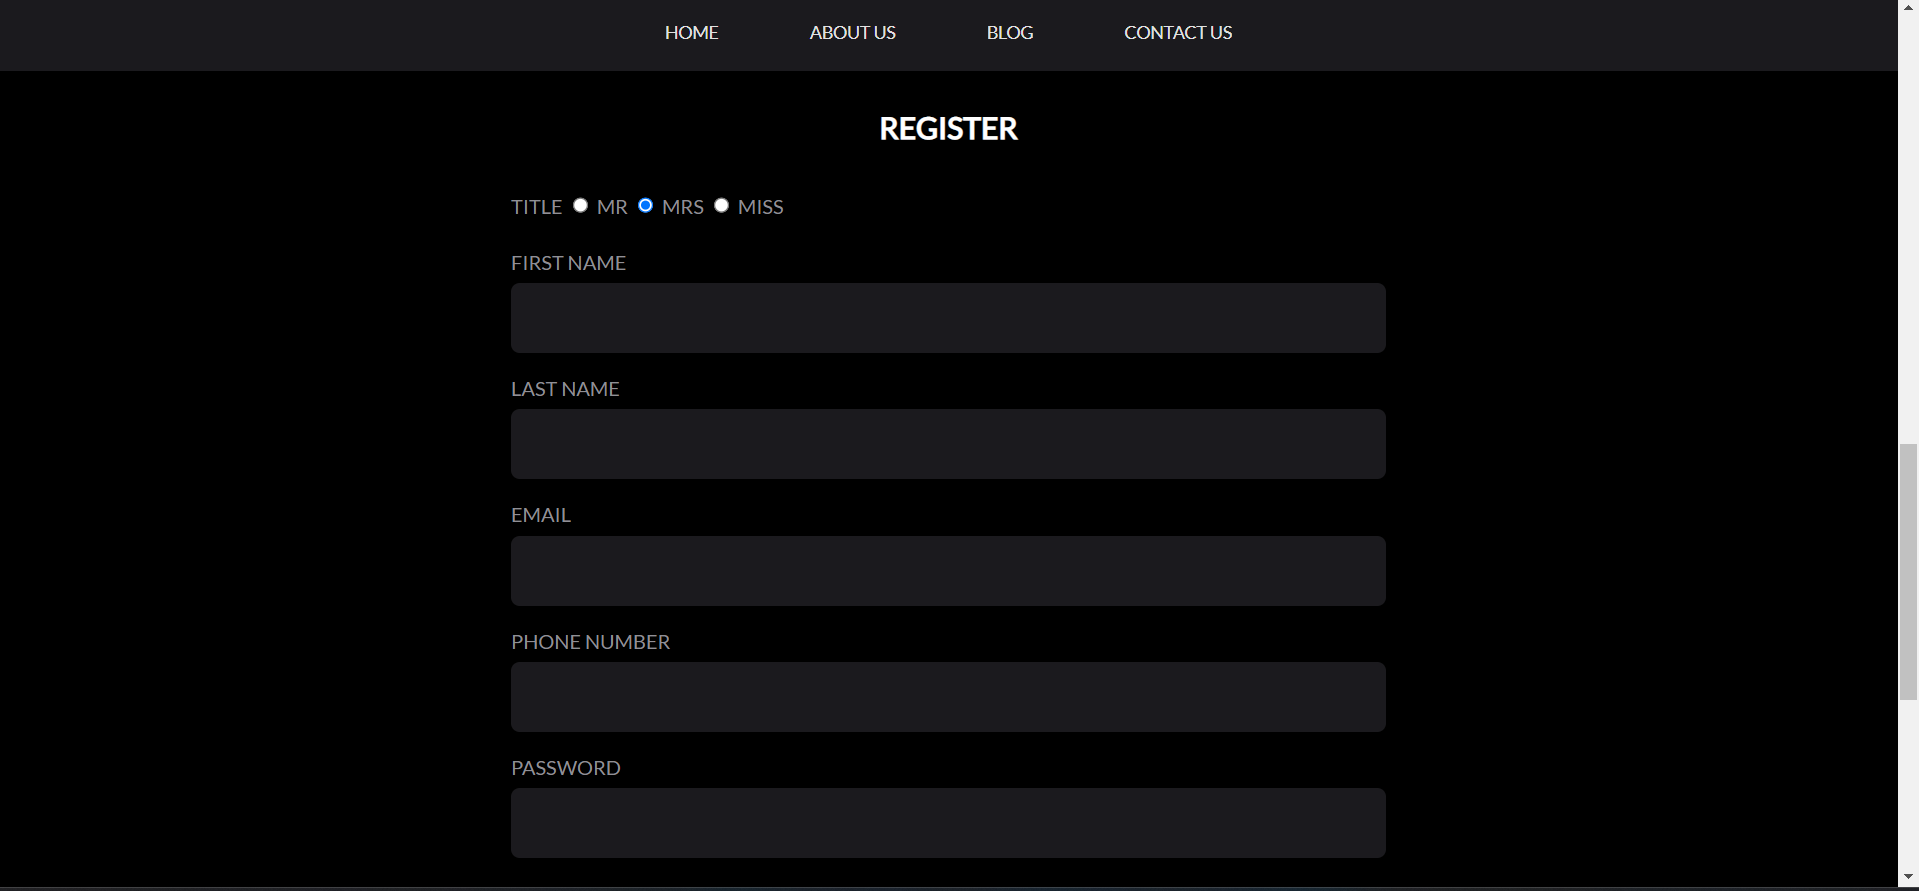 HOME ABOUT US BLOG CONTACT US
REGISTER
TITLE MR MRS MISS
FIRST NAME
LAST NAME
EMAIL
PHONE NUMBER
PASSWORD